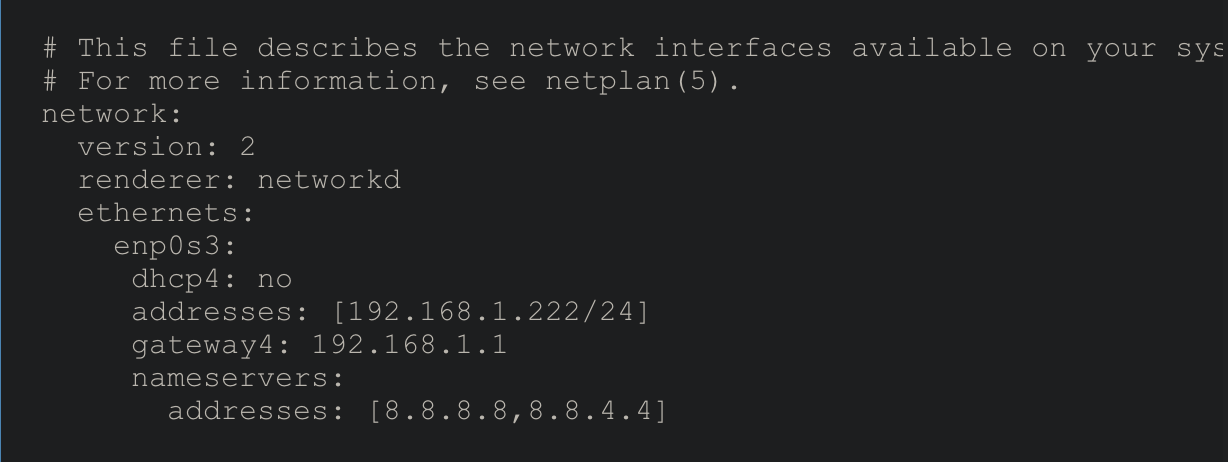 # This file describes the network interfaces available on your sys
# For more information, see netplan(5).
network:
  version: 2
  renderer: networkd
  ethernets:
    enp0s3:
     dhcp4: no
     addresses: [192.168.1.222/24]
     gateway4: 192.168.1.1
     nameservers:
       addresses: [8.8.8.8,8.8.4.4]